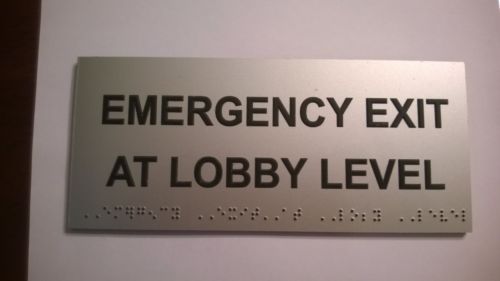 EMERGENCY EXIT
AT LOBBY LEVEL